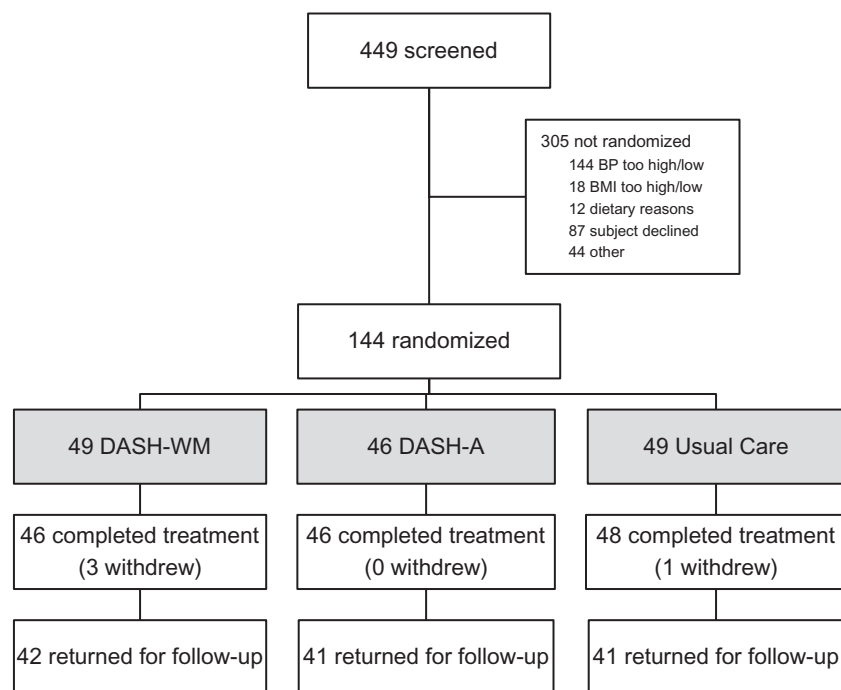 449 screened
305 not randomized
144 BP too high/low
18 BMI too high/low
12 dietary reasons
87 subject declined
44 other
144 randomized
49 DASH-WM
46 DASH-A
49 Usual Care
46 completed treatment
(3 withdrew)
46 completed treatment
(0 withdrew)
48 completed treatment
(1 withdrew)
42 returned for follow-up
41 returned for follow-up
41 returned for follow-up